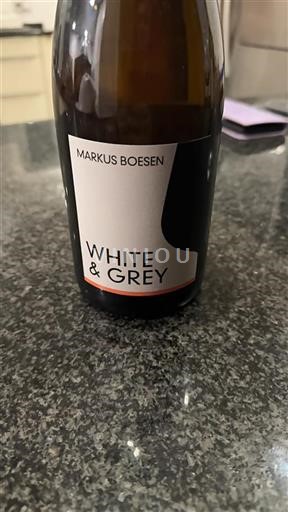 MARKUS BOESEN
WHITE
& GREY